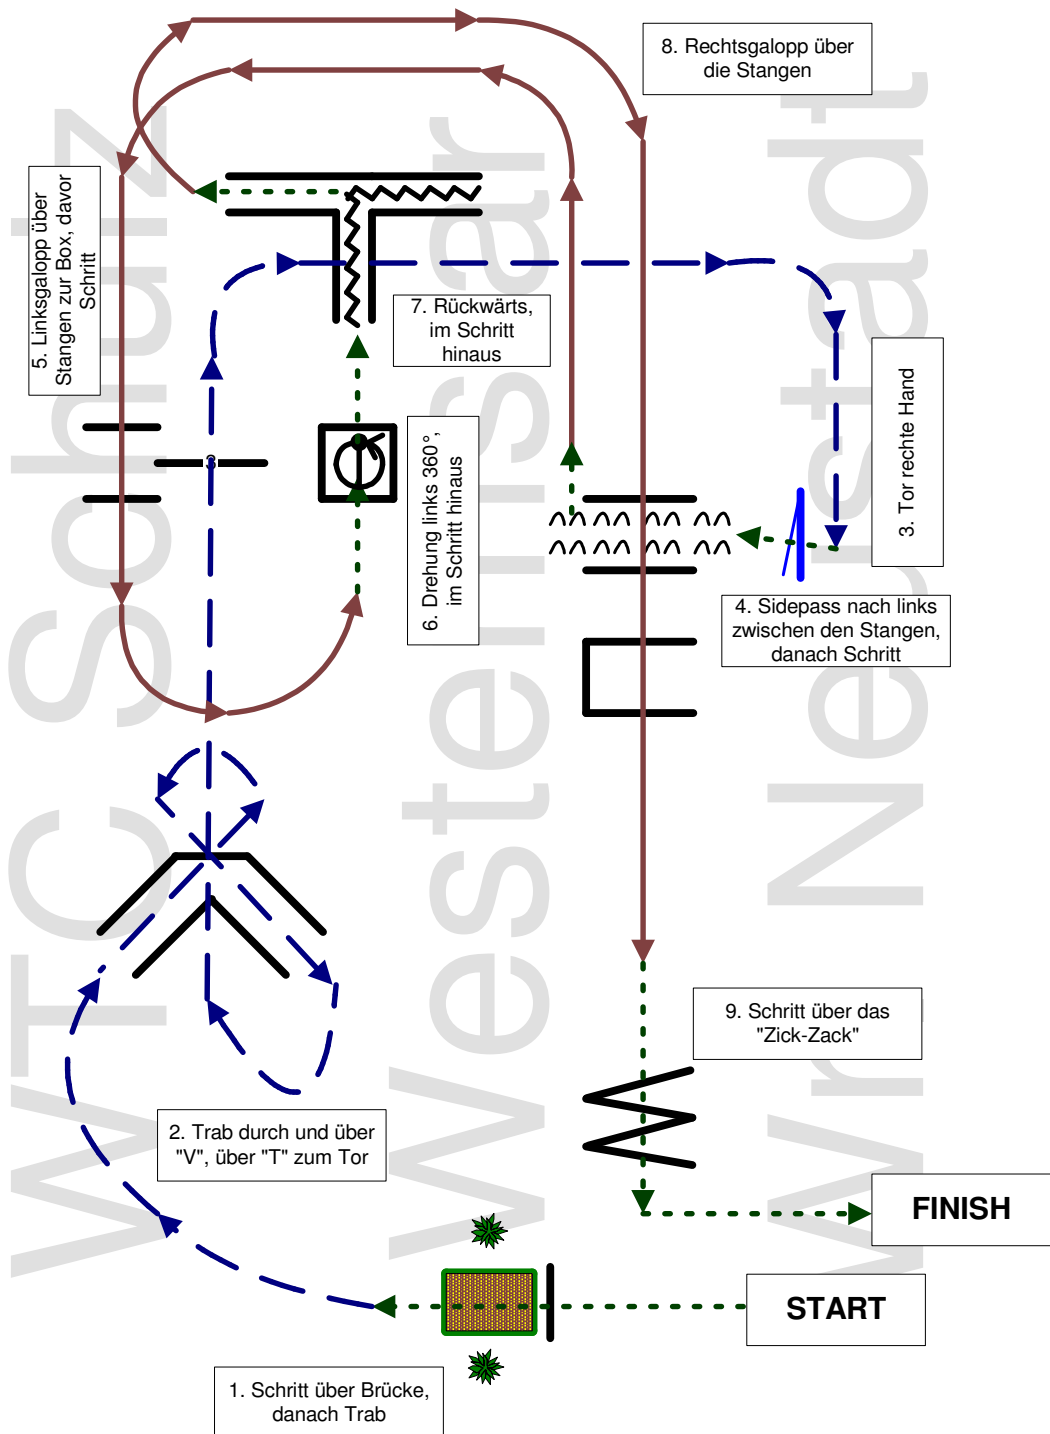 8. Rechtsgalopp über
die Stangen
5. Linksgalopp über
Stangen zur Box, davor
Schritt
7. Rückwärts,
im Schritt
hinaus
3. Tor rechte Hand
6. Drehung links 360°,
im Schritt hinaus
3
4. Sidepass nach links
zwischen den Stangen,
danach Schritt
9. Schritt über das
"Zick-Zack"
2. Trab durch und über
"V", über "T" zum Tor
FINISH
START
1. Schritt über Brücke,
danach Trab
WTC Schulz
Westernstar
Wr Neustadt